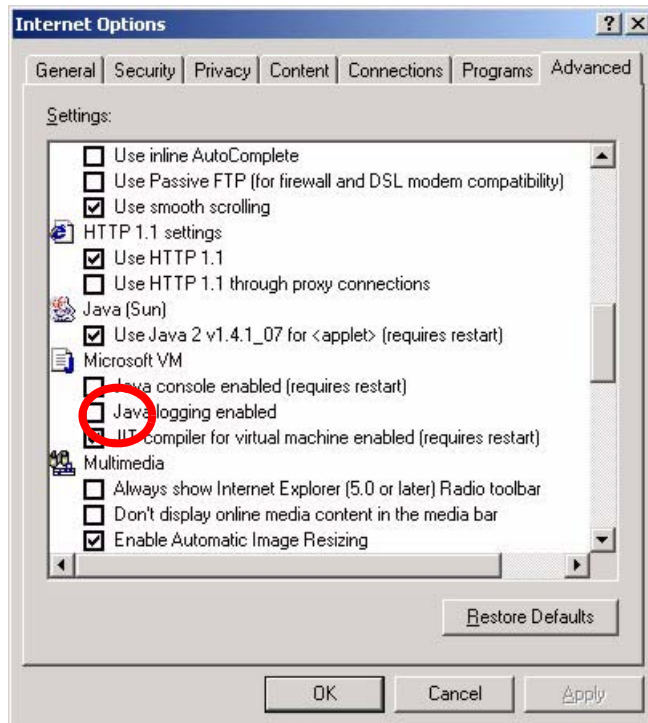 Internet Options
General Security Privacy Content Connections Programs Advanced
Settings:
Use inline AutoComplete
Use Passive FTP (for firewall and DSL modem compatibility)
Use smooth scrolling
HTTP 1.1 settings
Use HTTP 1.1
Use HTTP 1.1 through proxy connections
Java (Sun)
Use Java 2 v1.4.1_07 for <applet> (requires restart)
Microsoft VM
Java console enabled (requires restart)
Java logging enabled
JIT compiler for virtual machine enabled (requires restart)
Multimedia
Always show Internet Explorer (5.0 or later) Radio toolbar
Don't display online media content in the media bar
Enable Automatic Image Resizing
Restore Defaults
OK Cancel Apply